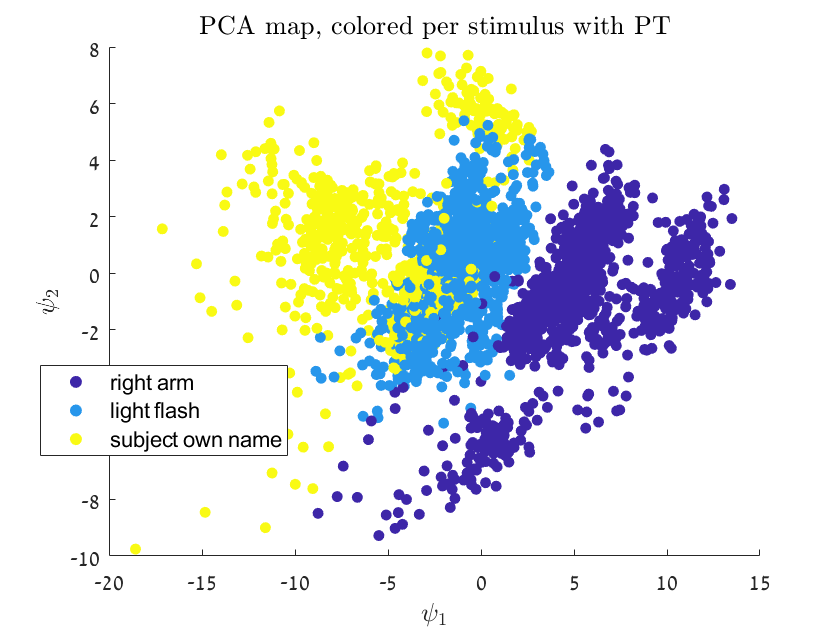 PCA map, colored per stimulus with PT
8
6
4
2
0
-2
-8
-10
ψ2
right arm
light flash
subject own name
-20 -15 -10 -5 0 5 10 15
ψ1